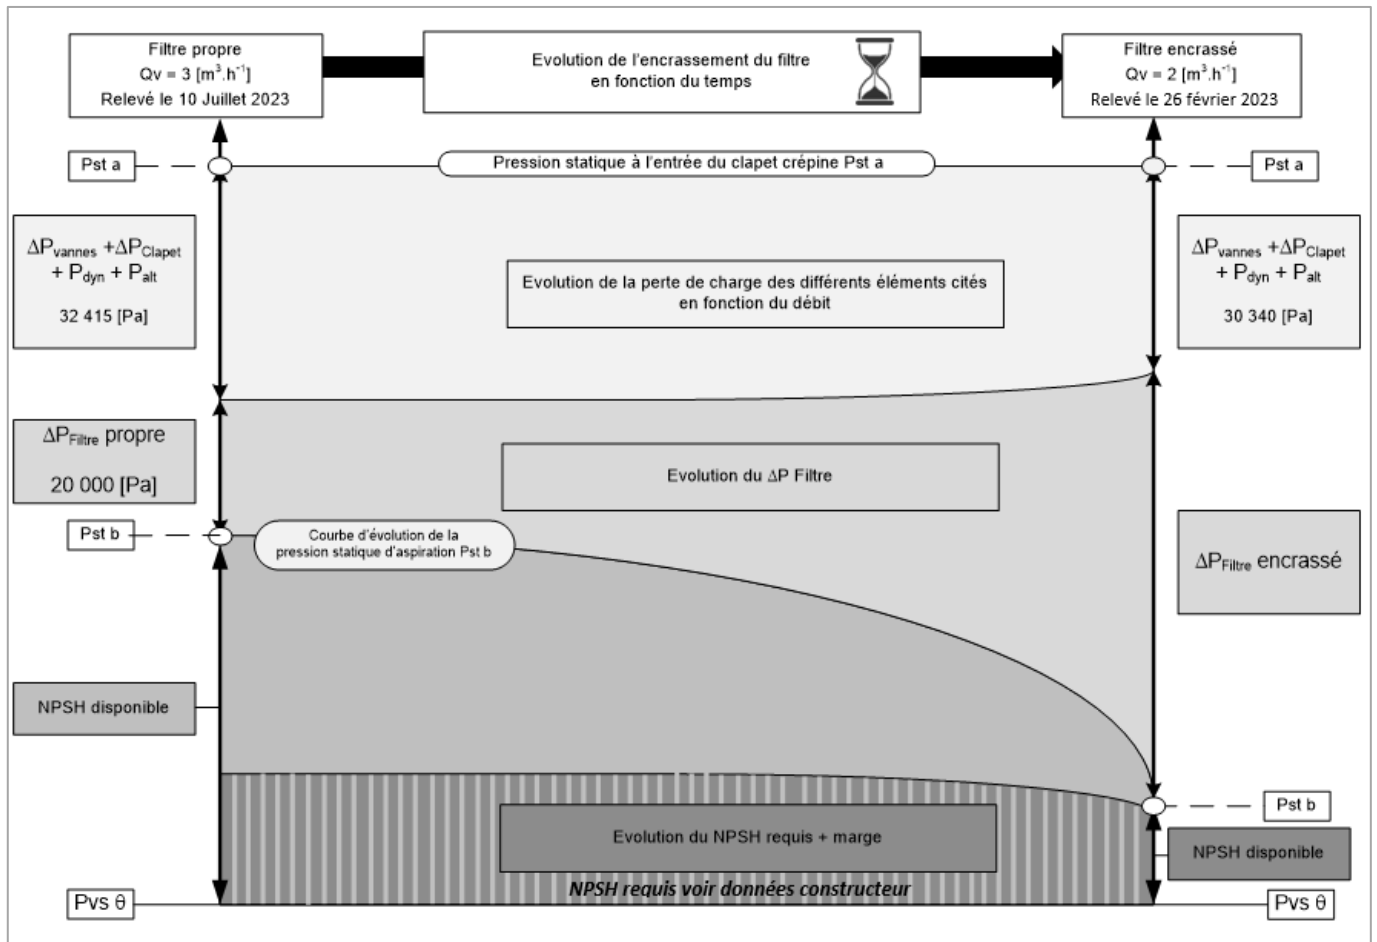 Filtre propre
Qv = 3 [m³.h⁻¹]
Relevé le 10 Juillet 2023
Evolution de l'encrassement du filtre
en fonction du temps
Filtre encrassé
Qv = 2 [m³.h⁻¹]
Relevé le 26 février 2023
Pst a
Pression statique à l'entrée du clapet crépine Pst a
Pst a
ΔPvannes +ΔPClapet
+ Pdyn + Palt
32 415 [Pa]
Evolution de la perte de charge des différents éléments cités
en fonction du débit
ΔPvannes +ΔPClapet
+ Pdyn + Palt
30 340 [Pa]
ΔPFiltre propre
20 000 [Pa]
Evolution du ΔP Filtre
Pst b
Courbe d'évolution de la
pression statique d'aspiration Pst b
ΔPFiltre encrassé
NPSH disponible
Pst b
Evolution du NPSH requis + marge
NPSH disponible
NPSH requis voir données constructeur
Pvs θ
Pvs θ